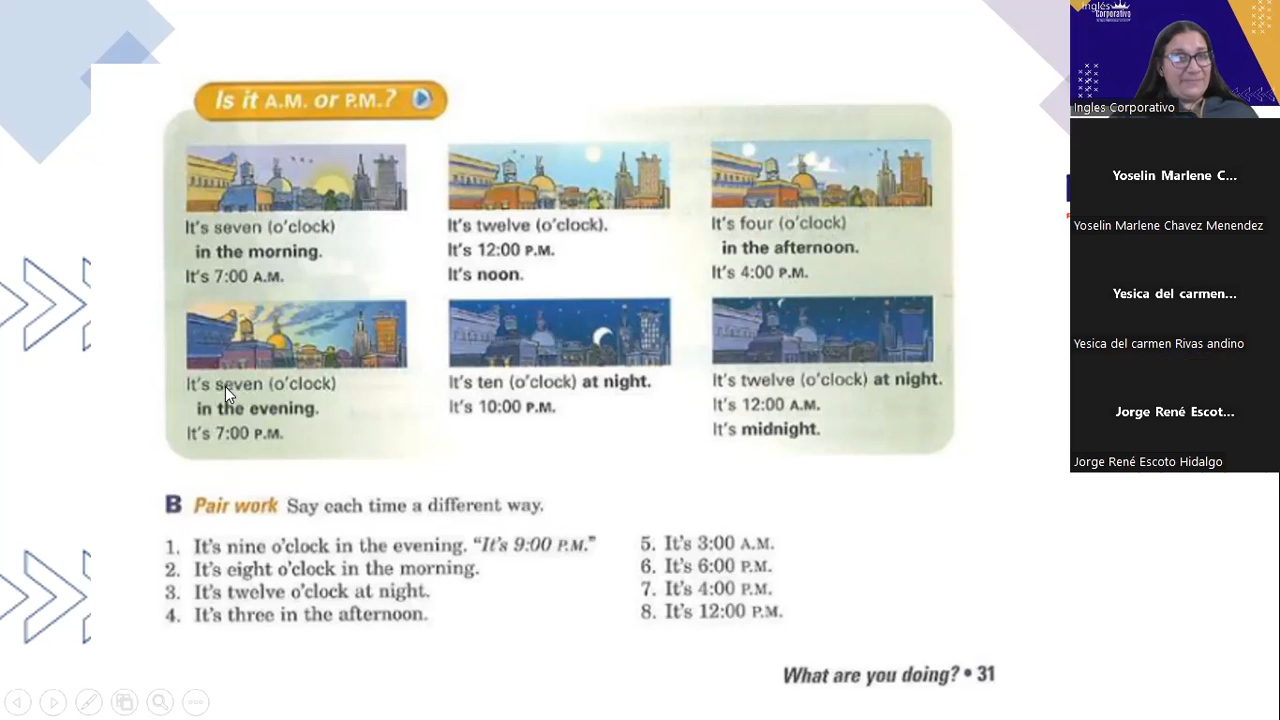 Is it A.M. or P.M.?
It's seven (o'clock)
in the morning.
It's 7:00 A.M.
It's twelve (o'clock).
It's 12:00 P.M.
It's noon.
It's four (o'clock)
in the afternoon.
It's 4:00 P.M.
It's seven (o'clock)
in the evening.
It's 7:00 P.M.
It's ten (o'clock) at night.
It's 10:00 P.M.
It's twelve (o'clock) at night.
It's 12:00 A.M.
It's midnight.
B Pair work Say each time a different way.
1. It's nine o'clock in the evening. "It's 9:00 P.M."
2. It's eight o'clock in the morning.
3. It's twelve o'clock at night.
4. It's three in the afternoon.
5. It's 3:00 A.M.
6. It's 6:00 P.M.
7. It's 4:00 P.M.
8. It's 12:00 P.M.
What are you doing? • 31
Inglés
corporativo
Ingles Corporativo
Yoselin Marlene C...
Yoselin Marlene Chavez Menendez
Yesica del carmen...
Yesica del carmen Rivas andino
Jorge René Escot...
Jorge René Escoto Hidalgo